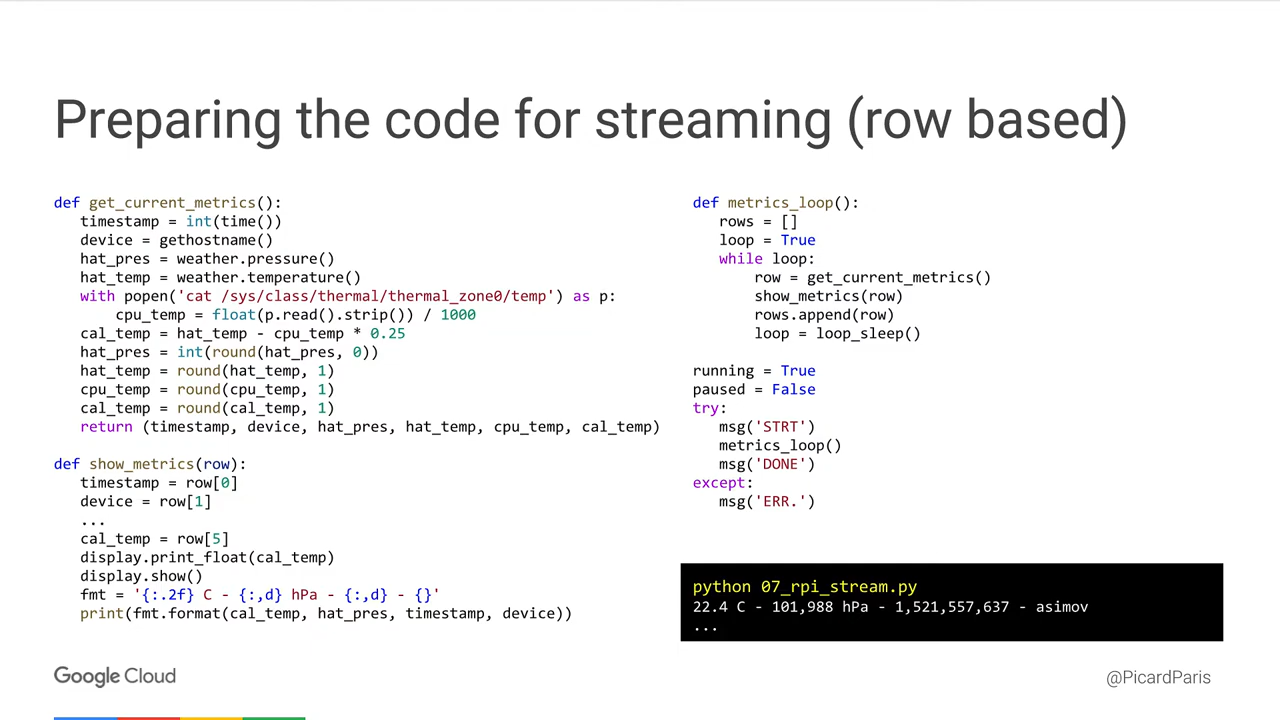 Preparing the code for streaming (row based)
def get_current_metrics():
   timestamp = int(time())
   device = gethostname()
   hat_pres = weather.pressure()
   hat_temp = weather.temperature()
   with popen('cat /sys/class/thermal/thermal_zone0/temp') as p:
       cpu_temp = float(p.read().strip()) / 1000
   cal_temp = hat_temp - cpu_temp * 0.25
   hat_pres = int(round(hat_pres, 0))
   hat_temp = round(hat_temp, 1)
   cpu_temp = round(cpu_temp, 1)
   cal_temp = round(cal_temp, 1)
   return (timestamp, device, hat_pres, hat_temp, cpu_temp, cal_temp)
def show_metrics(row):
   timestamp = row[0]
   device = row[1]
   ...
   cal_temp = row[5]
   display.print_float(cal_temp)
   display.show()
   fmt = '{:.2f} C - {:,d} hPa - {:,d} - {}'
   print(fmt.format(cal_temp, hat_pres, timestamp, device))
def metrics_loop():
   rows = []
   loop = True
   while loop:
       row = get_current_metrics()
       show_metrics(row)
       rows.append(row)
       loop = loop_sleep()
running = True
paused = False
try:
   msg('STRT')
   metrics_loop()
   msg('DONE')
except:
   msg('ERR.')
python 07_rpi_stream.py
22.4 C - 101,988 hPa - 1,521,557,637 - asimov
...
Google Cloud
@PicardParis